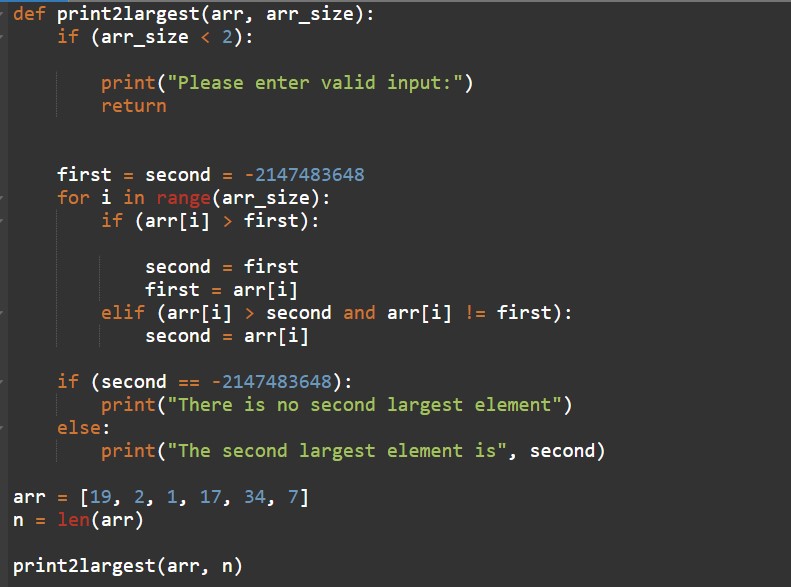 def print2largest(arr, arr_size):
    if (arr_size < 2):
        print("Please enter valid input:")
        return
    first = second = -2147483648
    for i in range(arr_size):
        if (arr[i] > first):
            second = first
            first = arr[i]
        elif (arr[i] > second and arr[i] != first):
            second = arr[i]
    if (second == -2147483648):
        print("There is no second largest element")
    else:
        print("The second largest element is", second)
arr = [19, 2, 1, 17, 34, 7]
n = len(arr)
print2largest(arr, n)